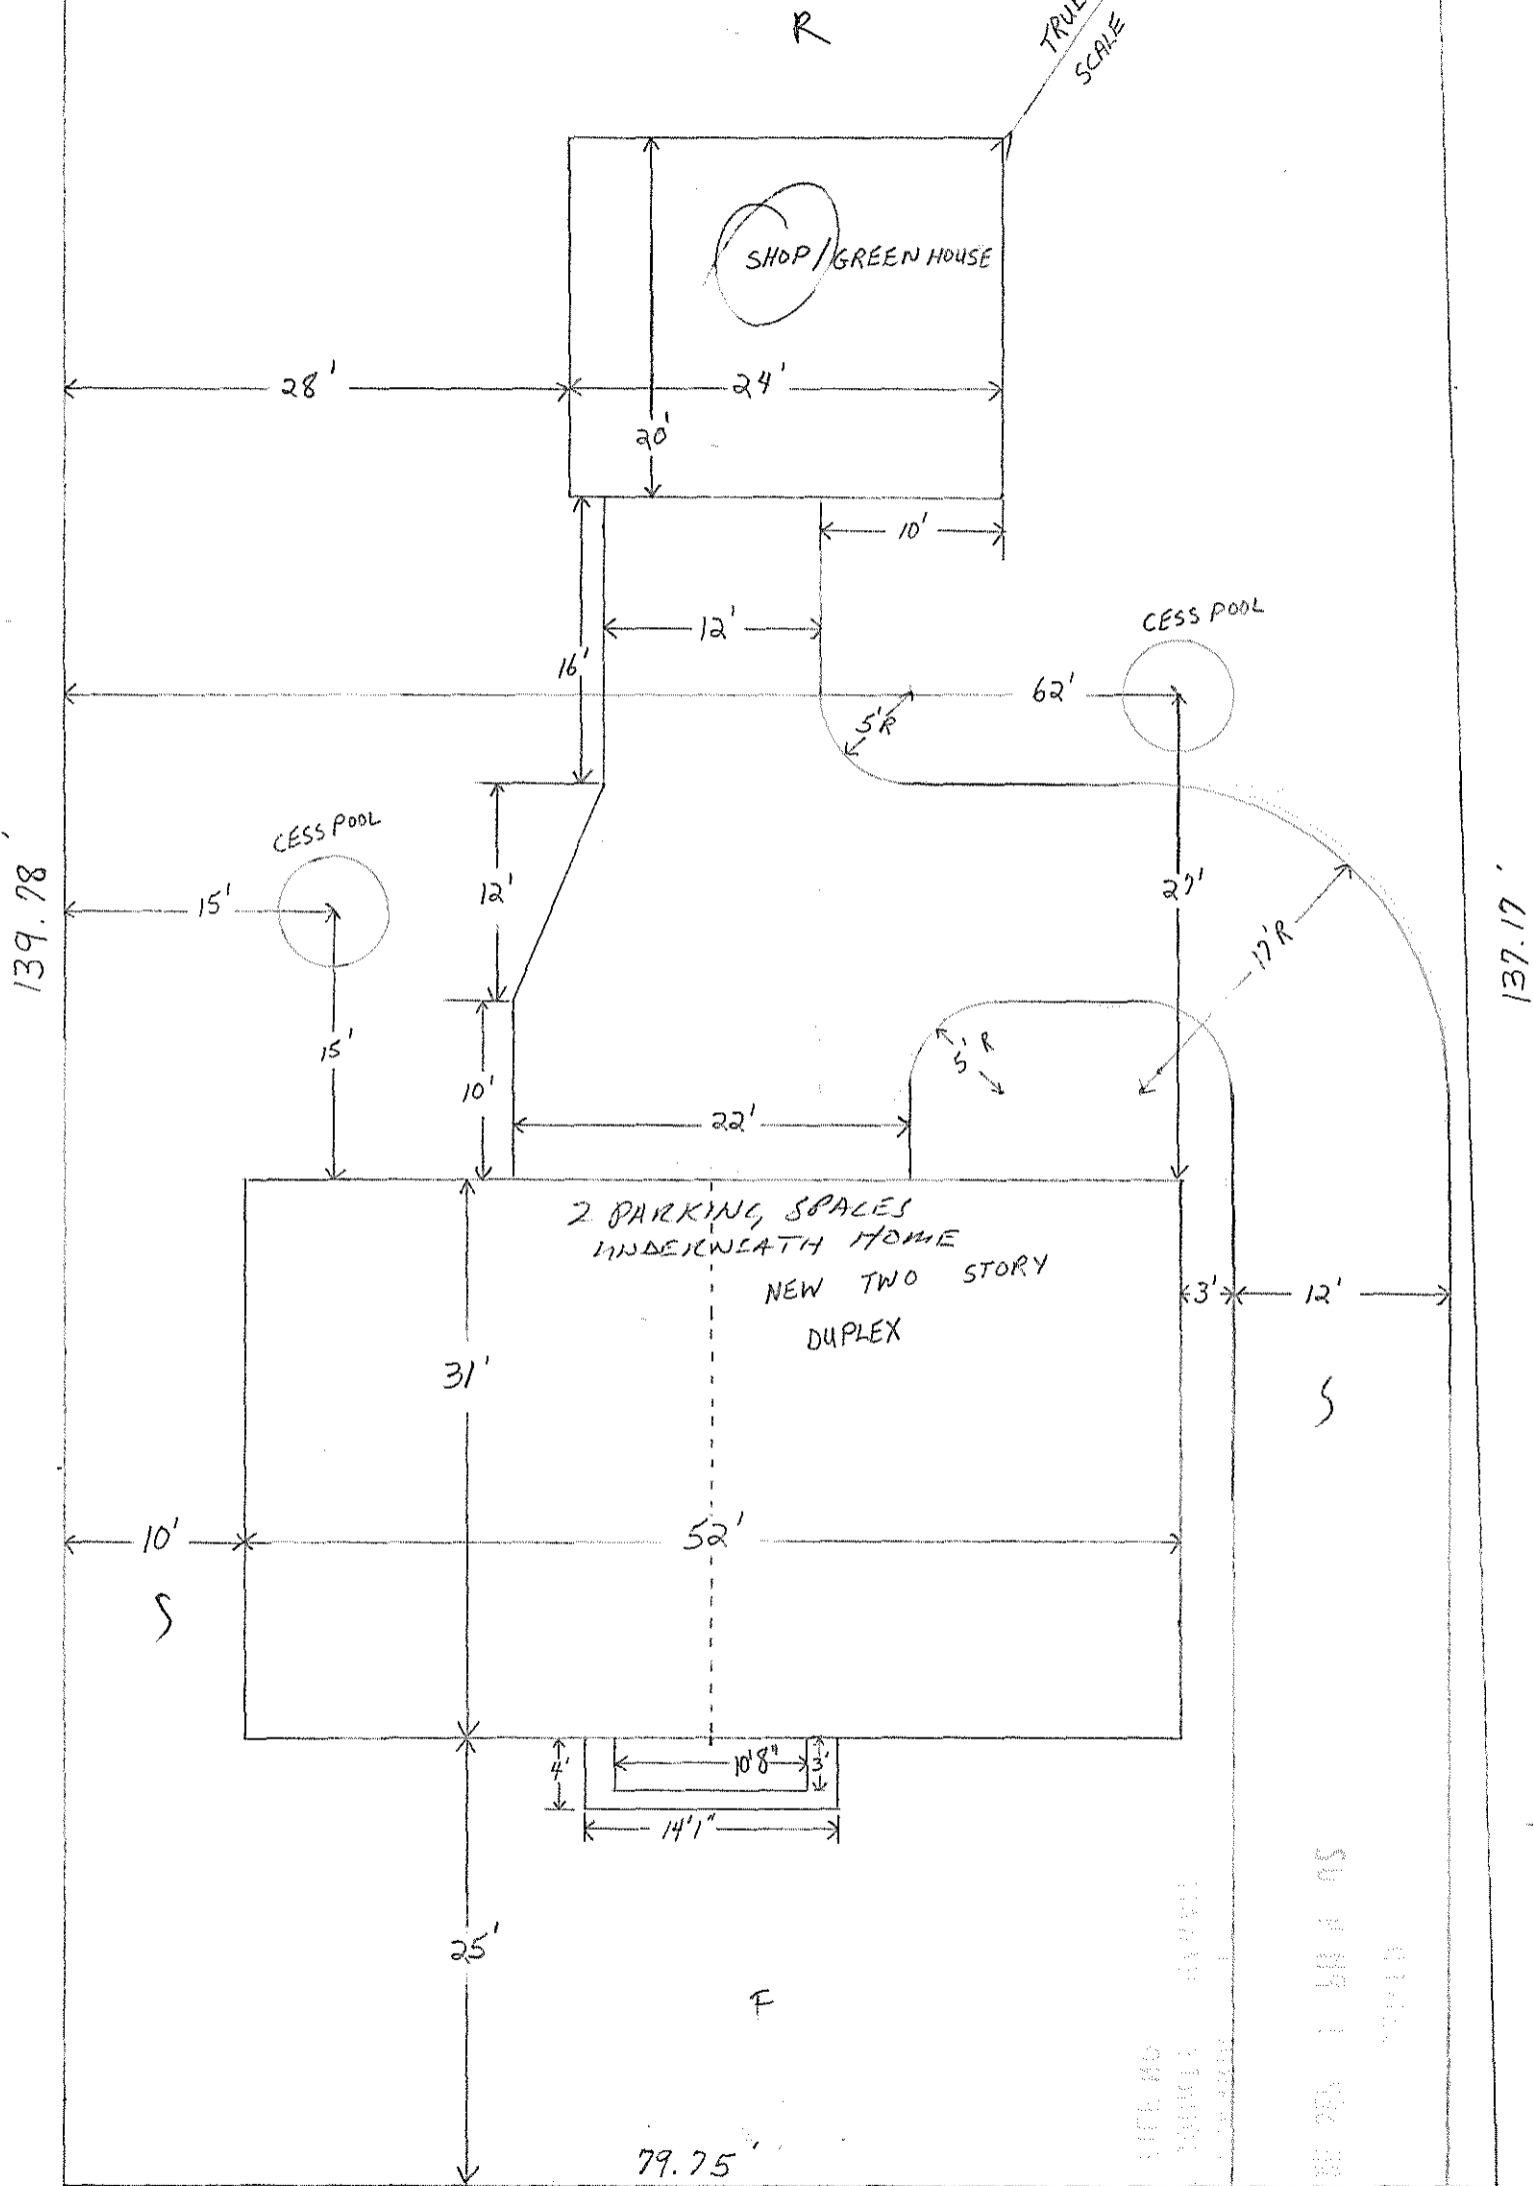 R
TRUE
SCALE
SHOP/GREENHOUSE
28'
24'
20'
10'
12'
CESS POOL
16'
62'
5'R
CESS POOL
12'
15'
27'
139.78'
137.17'
17'R
15'
5' R
10'
22'
2 PARKING SPACES
UNDERNEATH HOME
NEW TWO STORY
DUPLEX
3'
12'
31'
S
10'
52'
S
4'
10'8"
3'
14'1"
25'
F
79.75'